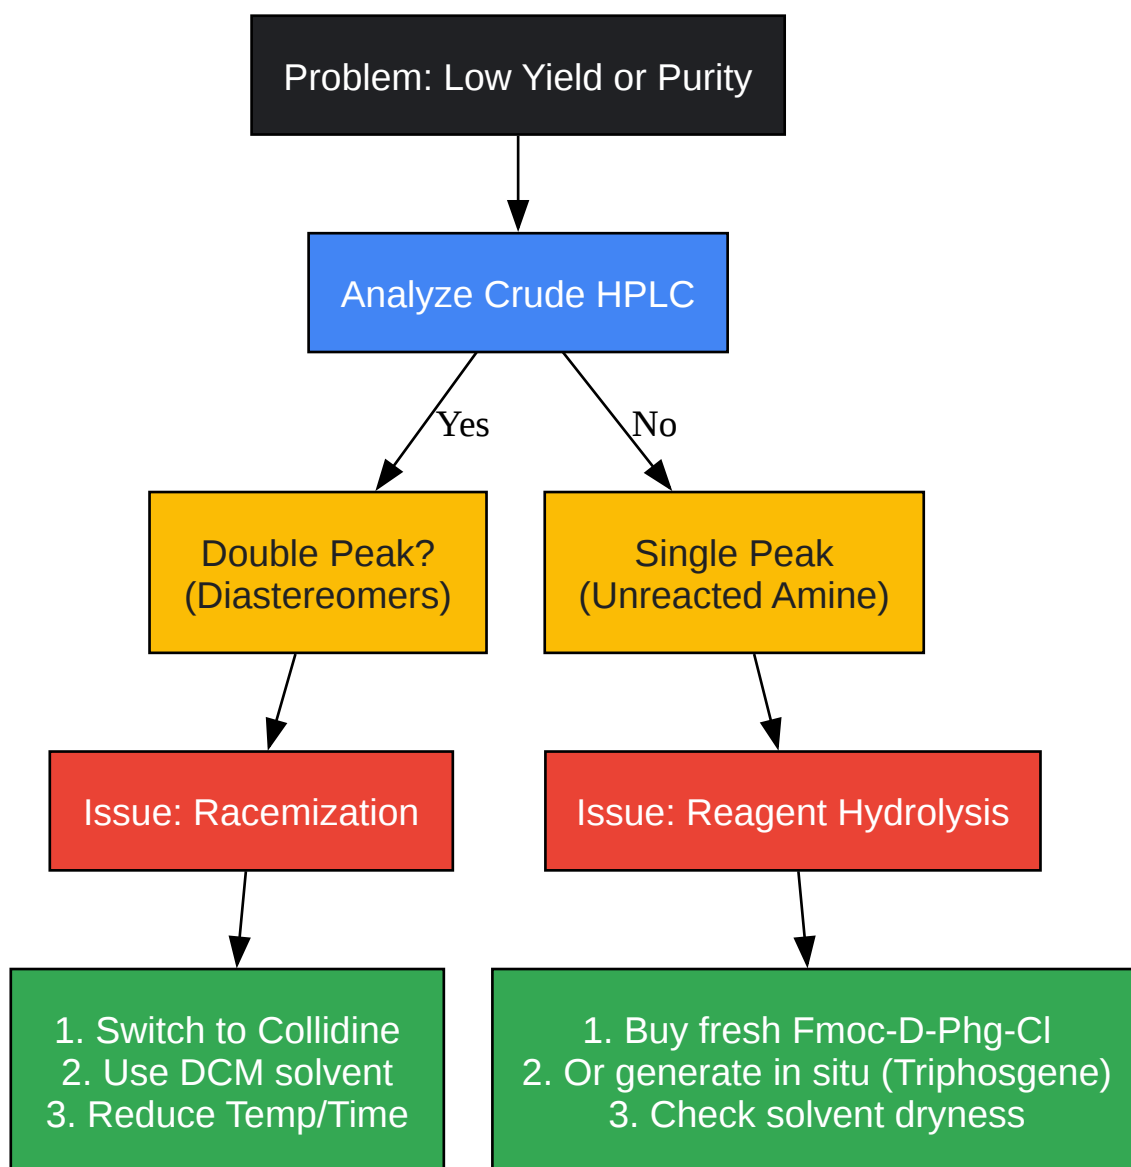 Problem: Low Yield or Purity
Analyze Crude HPLC
Yes
No
Double Peak?
(Diastereomers)
Single Peak
(Unreacted Amine)
Issue: Racemization
Issue: Reagent Hydrolysis
1. Switch to Collidine
2. Use DCM solvent
3. Reduce Temp/Time
1. Buy fresh Fmoc-D-Phg-Cl
2. Or generate in situ (Triphosgene)
3. Check solvent dryness